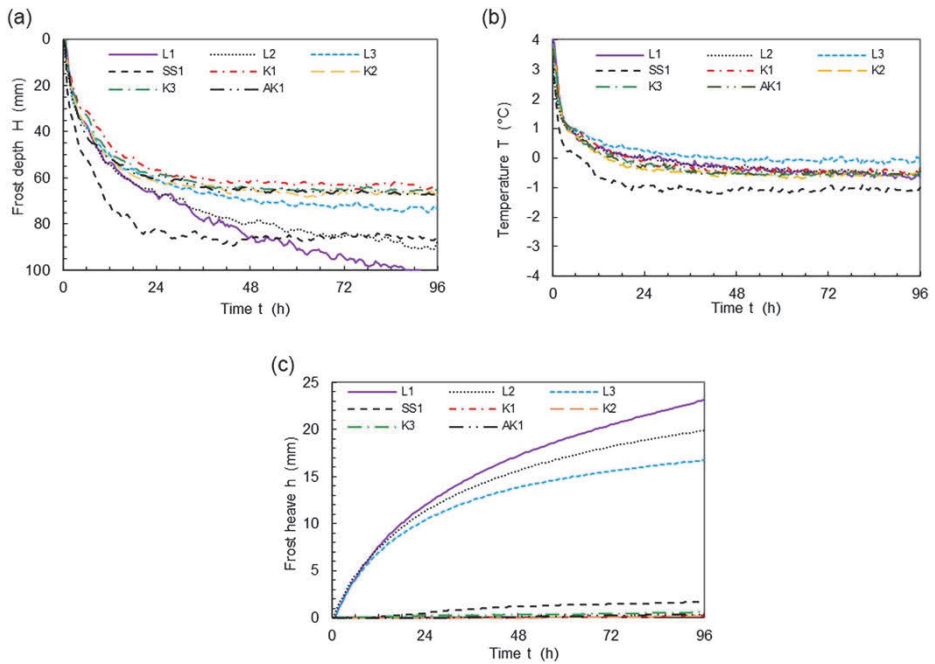 (a)
0
20
40
60
80
100
Frost depth H (mm)
L1 L2 L3
SS1 K1 K2
K3 AK1
0 24 48 72 96
Time t (h)
(b)
4
3
2
1
0
-1
-2
-3
-4
Temperature T (°C)
L1 L2 L3
SS1 K1 K2
K3 AK1
0 24 48 72 96
Time t (h)
(c)
25
20
15
10
5
0
Frost heave h (mm)
L1 L2 L3
SS1 K1 K2
K3 AK1
0 24 48 72 96
Time t (h)